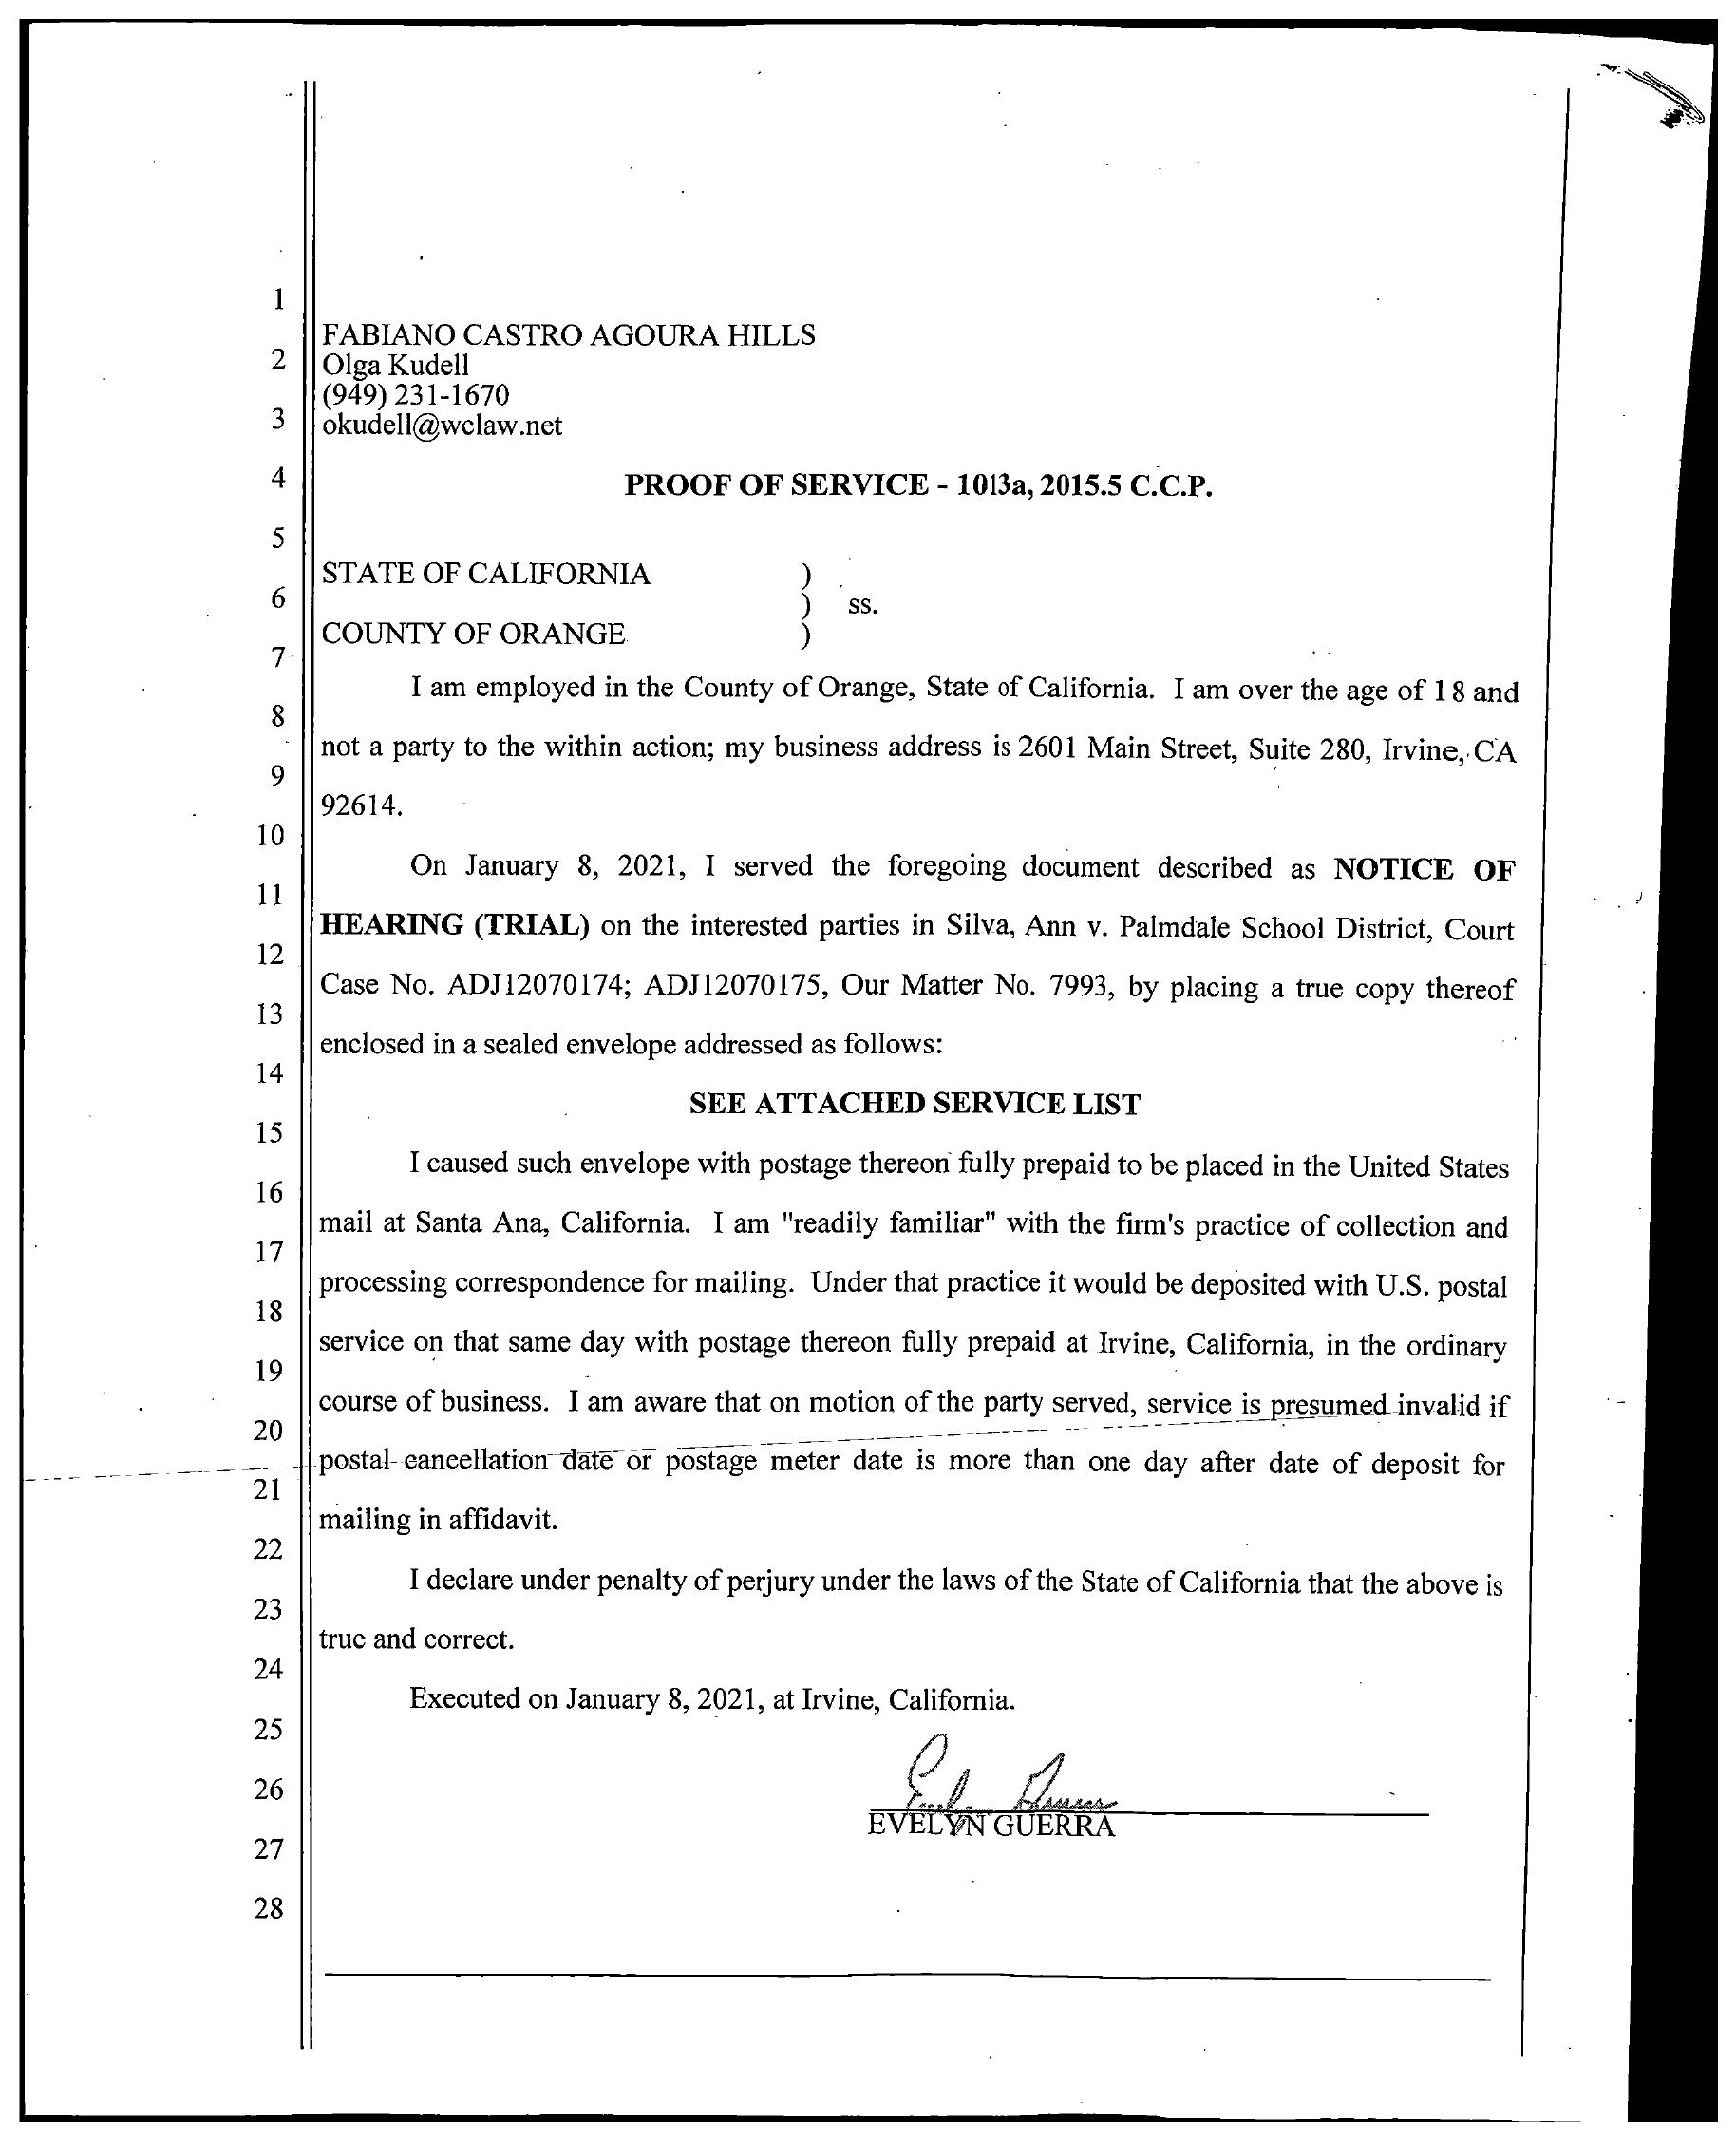 1
FABIANO CASTRO AGOURA HILLS
2
Olga Kudell
(949) 231-1670
3
okudell@wclaw.net
4
PROOF OF SERVICE - 1013a, 2015.5 C.C.P.
5
STATE OF CALIFORNIA )
6
) ss.
COUNTY OF ORANGE )
7
I am employed in the County of Orange, State of California. I am over the age of 18 and
8
not a party to the within action; my business address is 2601 Main Street, Suite 280, Irvine, CA
9
92614.
10
On January 8, 2021, I served the foregoing document described as NOTICE OF
11
HEARING (TRIAL) on the interested parties in Silva, Ann v. Palmdale School District, Court
12
Case No. ADJ12070174; ADJ12070175, Our Matter No. 7993, by placing a true copy thereof
13
enclosed in a sealed envelope addressed as follows:
14
SEE ATTACHED SERVICE LIST
15
I caused such envelope with postage thereon fully prepaid to be placed in the United States
16
mail at Santa Ana, California. I am "readily familiar" with the firm's practice of collection and
17
processing correspondence for mailing. Under that practice it would be deposited with U.S. postal
18
service on that same day with postage thereon fully prepaid at Irvine, California, in the ordinary
19
course of business. I am aware that on motion of the party served, service is presumed invalid if
20
postal cancellation date or postage meter date is more than one day after date of deposit for
21
mailing in affidavit.
22
I declare under penalty of perjury under the laws of the State of California that the above is
23
true and correct.
24
Executed on January 8, 2021, at Irvine, California.
25
26
EVELYN GUERRA
27
28